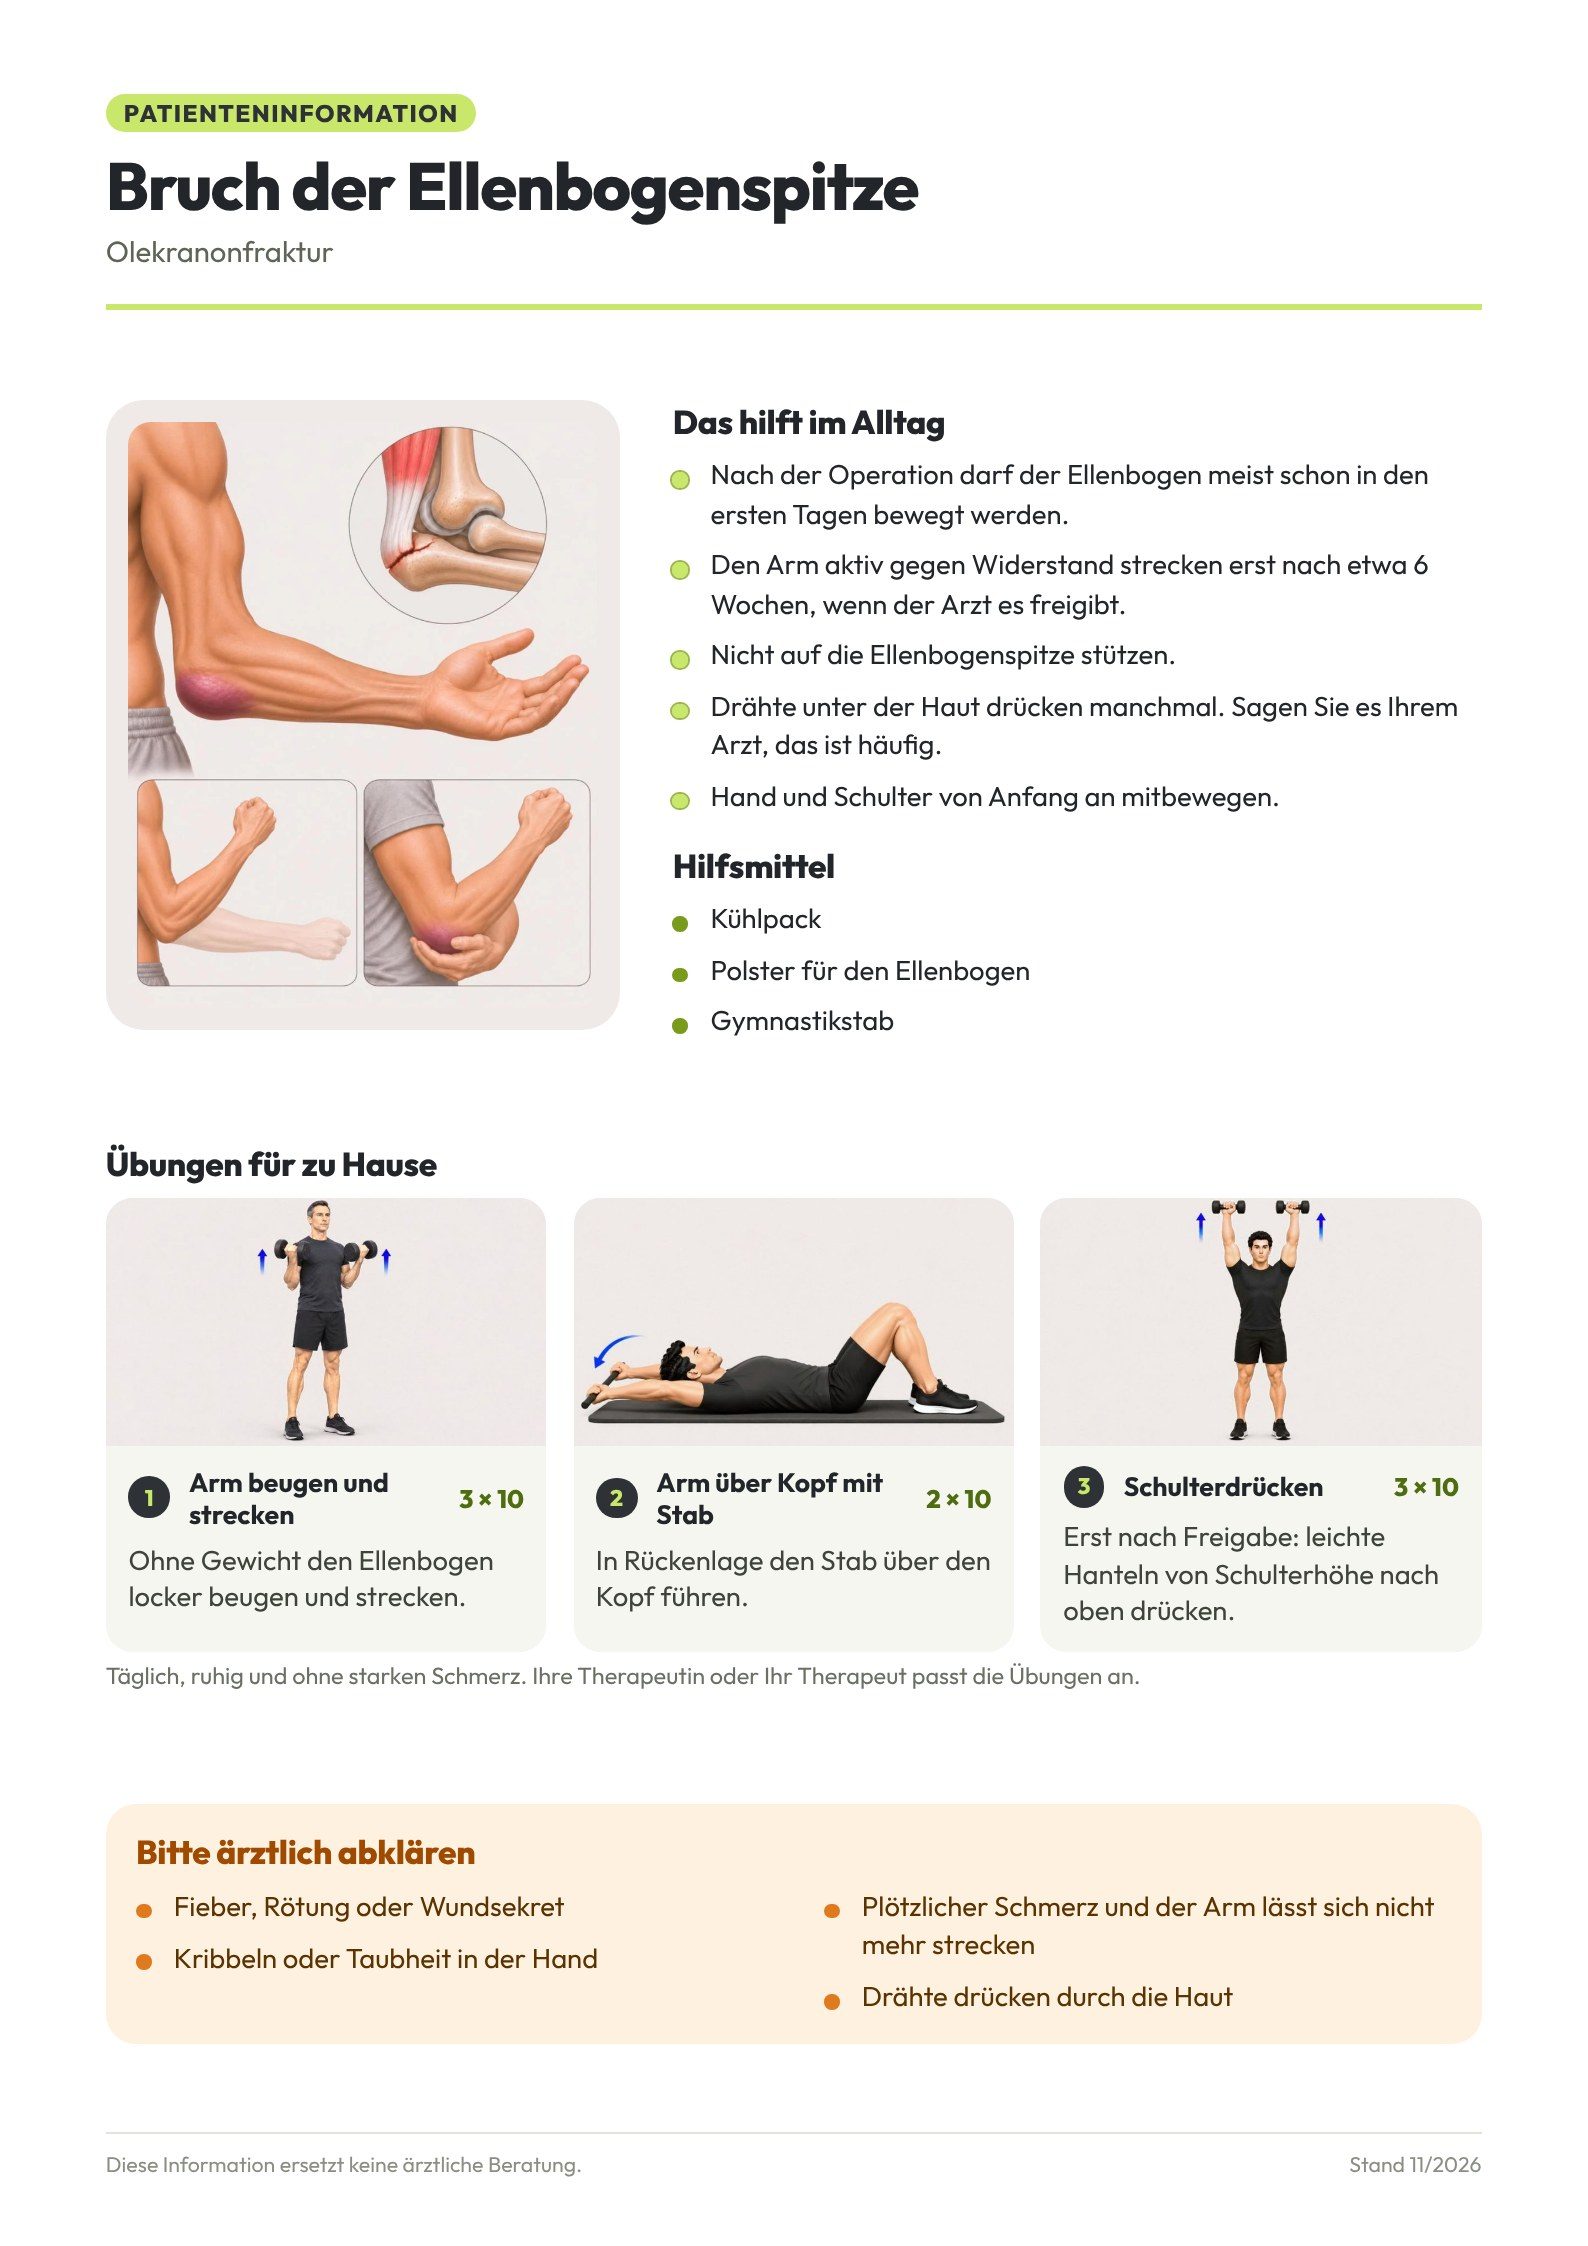 PATIENTENINFORMATION
Bruch der Ellenbogenspitze
Olekranonfraktur
Das hilft im Alltag
Nach der Operation darf der Ellenbogen meist schon in den
ersten Tagen bewegt werden.
Den Arm aktiv gegen Widerstand strecken erst nach etwa 6
Wochen, wenn der Arzt es freigibt.
Nicht auf die Ellenbogenspitze stützen.
Drähte unter der Haut drücken manchmal. Sagen Sie es Ihrem
Arzt, das ist häufig.
Hand und Schulter von Anfang an mitbewegen.
Hilfsmittel
Kühlpack
Polster für den Ellenbogen
Gymnastikstab
Übungen für zu Hause
1 Arm beugen und
strecken
3 × 10
Ohne Gewicht den Ellenbogen
locker beugen und strecken.
2 Arm über Kopf mit
Stab
2 × 10
In Rückenlage den Stab über den
Kopf führen.
3 Schulterdrücken 3 × 10
Erst nach Freigabe: leichte
Hanteln von Schulterhöhe nach
oben drücken.
Täglich, ruhig und ohne starken Schmerz. Ihre Therapeutin oder Ihr Therapeut passt die Übungen an.
Bitte ärztlich abklären
Fieber, Rötung oder Wundsekret
Kribbeln oder Taubheit in der Hand
Plötzlicher Schmerz und der Arm lässt sich nicht
mehr strecken
Drähte drücken durch die Haut
Diese Information ersetzt keine ärztliche Beratung.
Stand 11/2026